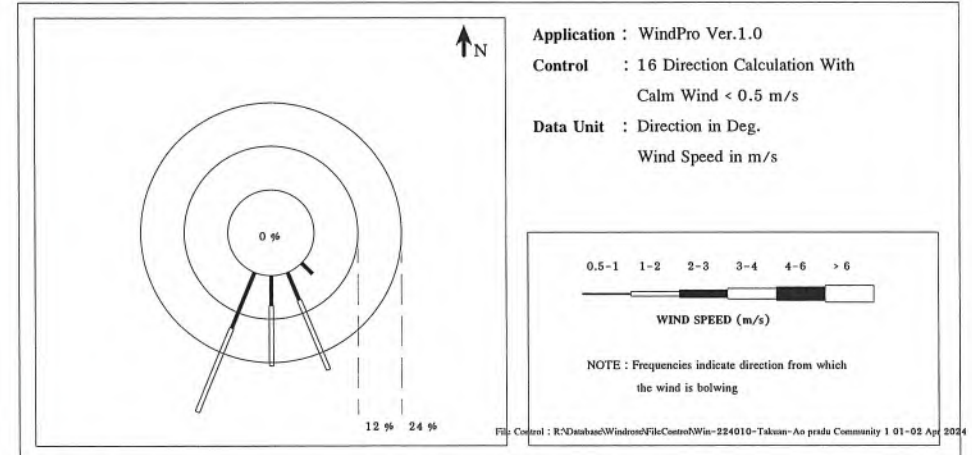 N
Application : WindPro Ver.1.0
Control : 16 Direction Calculation With
Calm Wind < 0.5 m/s
Data Unit : Direction in Deg.
Wind Speed in m/s
0 %
12 % 24 %
0.5-1 1-2 2-3 3-4 4-6 > 6
WIND SPEED (m/s)
NOTE : Frequencies indicate direction from which
the wind is bolwing
File Control : R:\Database\Windrose\FileControl\Win-224010-Takuan-Ao pradu Community 1 01-02 Apr 2024